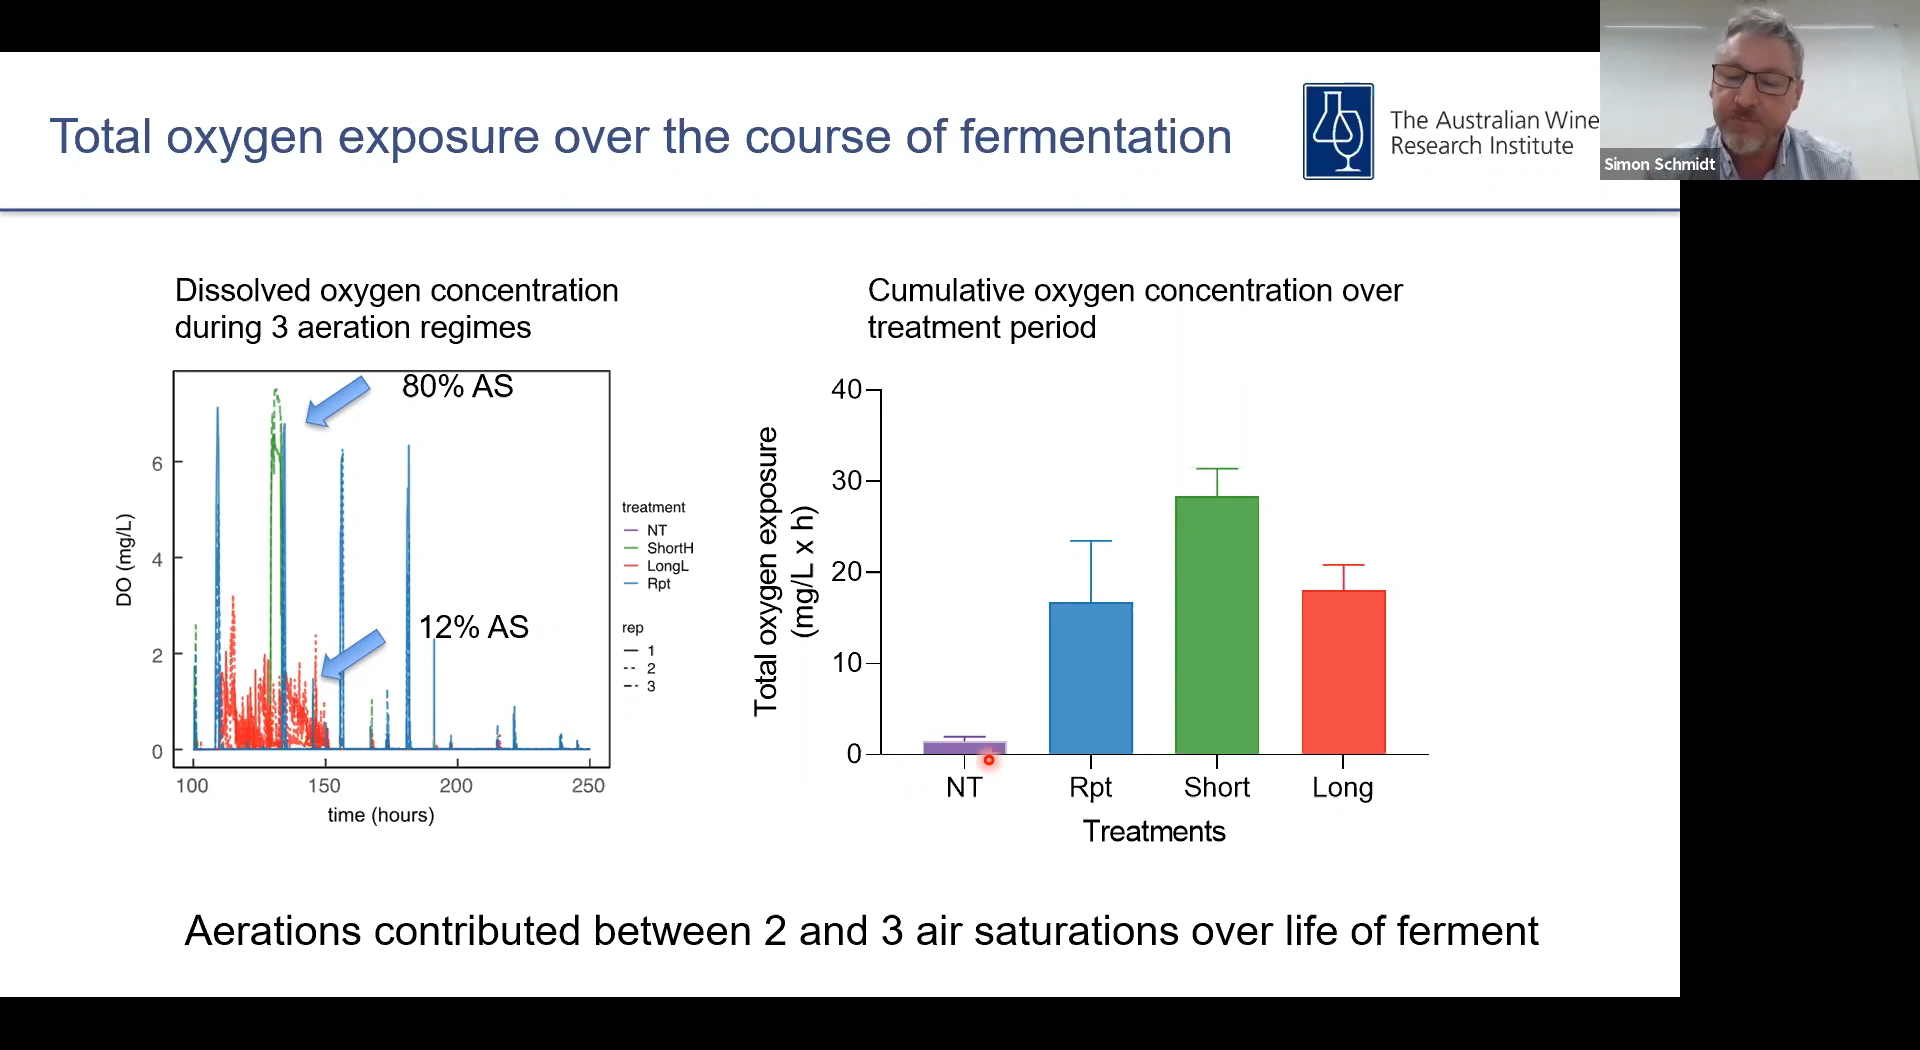 Total oxygen exposure over the course of fermentation
The Australian Wine
Research Institute
Simon Schmidt
Dissolved oxygen concentration
during 3 aeration regimes
80% AS
12% AS
6
4
2
0
DO (mg/L)
100 150 200 250
time (hours)
treatment
NT
ShortH
LongL
Rpt
rep
1
2
3
Cumulative oxygen concentration over
treatment period
40
30
20
10
0
Total oxygen exposure
(mg/L x h)
NT Rpt Short Long
Treatments
Aerations contributed between 2 and 3 air saturations over life of ferment